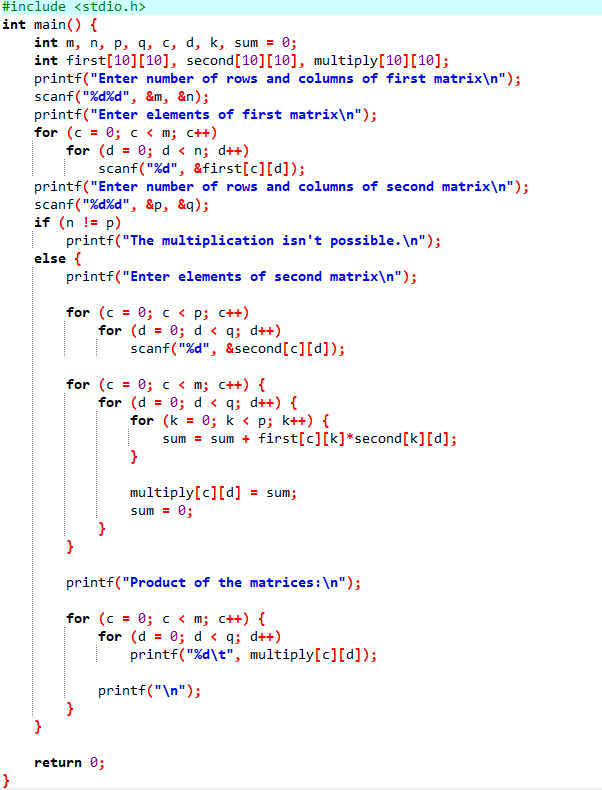 #include <stdio.h>
int main() {
    int m, n, p, q, c, d, k, sum = 0;
    int first[10][10], second[10][10], multiply[10][10];
    printf("Enter number of rows and columns of first matrix\n");
    scanf("%d%d", &m, &n);
    printf("Enter elements of first matrix\n");
    for (c = 0; c < m; c++)
        for (d = 0; d < n; d++)
            scanf("%d", &first[c][d]);
    printf("Enter number of rows and columns of second matrix\n");
    scanf("%d%d", &p, &q);
    if (n != p)
        printf("The multiplication isn't possible.\n");
    else {
        printf("Enter elements of second matrix\n");

        for (c = 0; c < p; c++)
            for (d = 0; d < q; d++)
                scanf("%d", &second[c][d]);

        for (c = 0; c < m; c++) {
            for (d = 0; d < q; d++) {
                for (k = 0; k < p; k++) {
                    sum = sum + first[c][k]*second[k][d];
                }

                multiply[c][d] = sum;
                sum = 0;
            }
        }

        printf("Product of the matrices:\n");

        for (c = 0; c < m; c++) {
            for (d = 0; d < q; d++)
                printf("%d\t", multiply[c][d]);

            printf("\n");
        }
    }

    return 0;
}